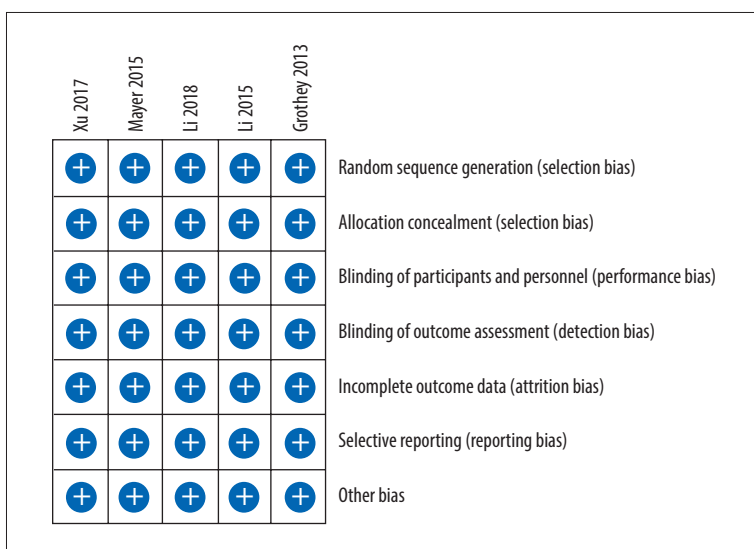 Xu 2017
Mayer 2015
Li 2018
Li 2015
Grothey 2013
+ + + + + Random sequence generation (selection bias)
+ + + + + Allocation concealment (selection bias)
+ + + + + Blinding of participants and personnel (performance bias)
+ + + + + Blinding of outcome assessment (detection bias)
+ + + + + Incomplete outcome data (attrition bias)
+ + + + + Selective reporting (reporting bias)
+ + + + + Other bias